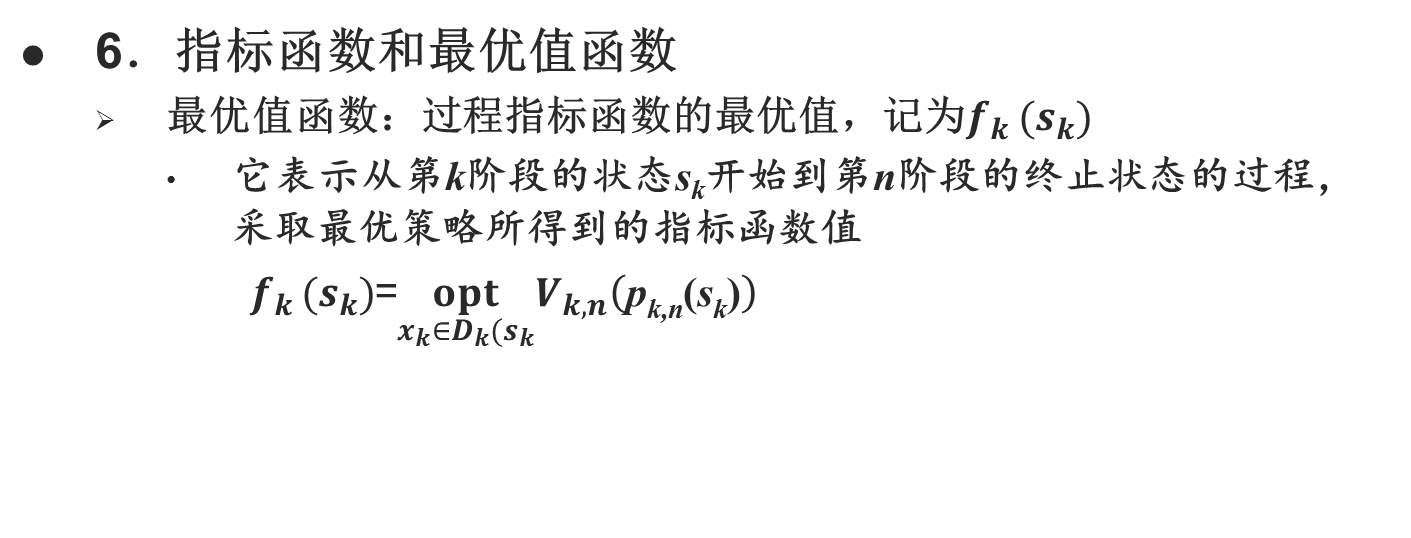 ● 6. 指标函数和最优值函数
➢ 最优值函数：过程指标函数的最优值，记为f_k (s_k)
• 它表示从第k阶段的状态s_k开始到第n阶段的终止状态的过程，
采取最优策略所得到的指标函数值
f_k (s_k)= opt V_{k,n}(p_{k,n}(s_k))
x_k∈D_k(s_k